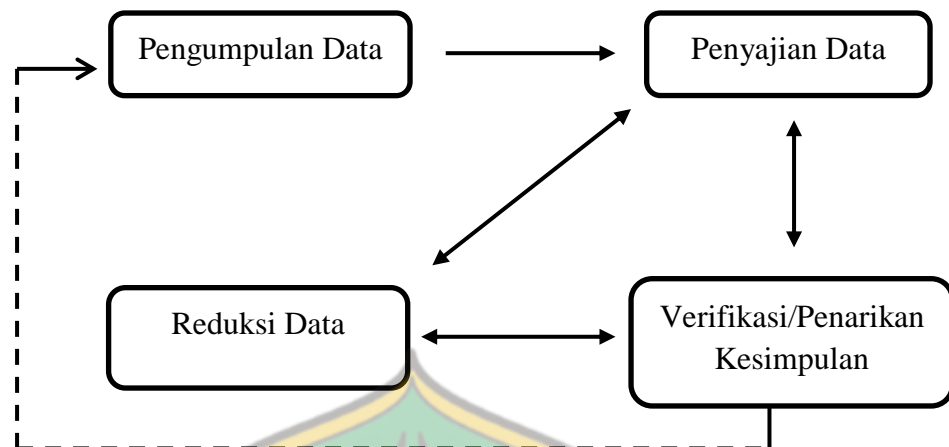 Pengumpulan Data
Penyajian Data
Reduksi Data
Verifikasi/Penarikan
Kesimpulan